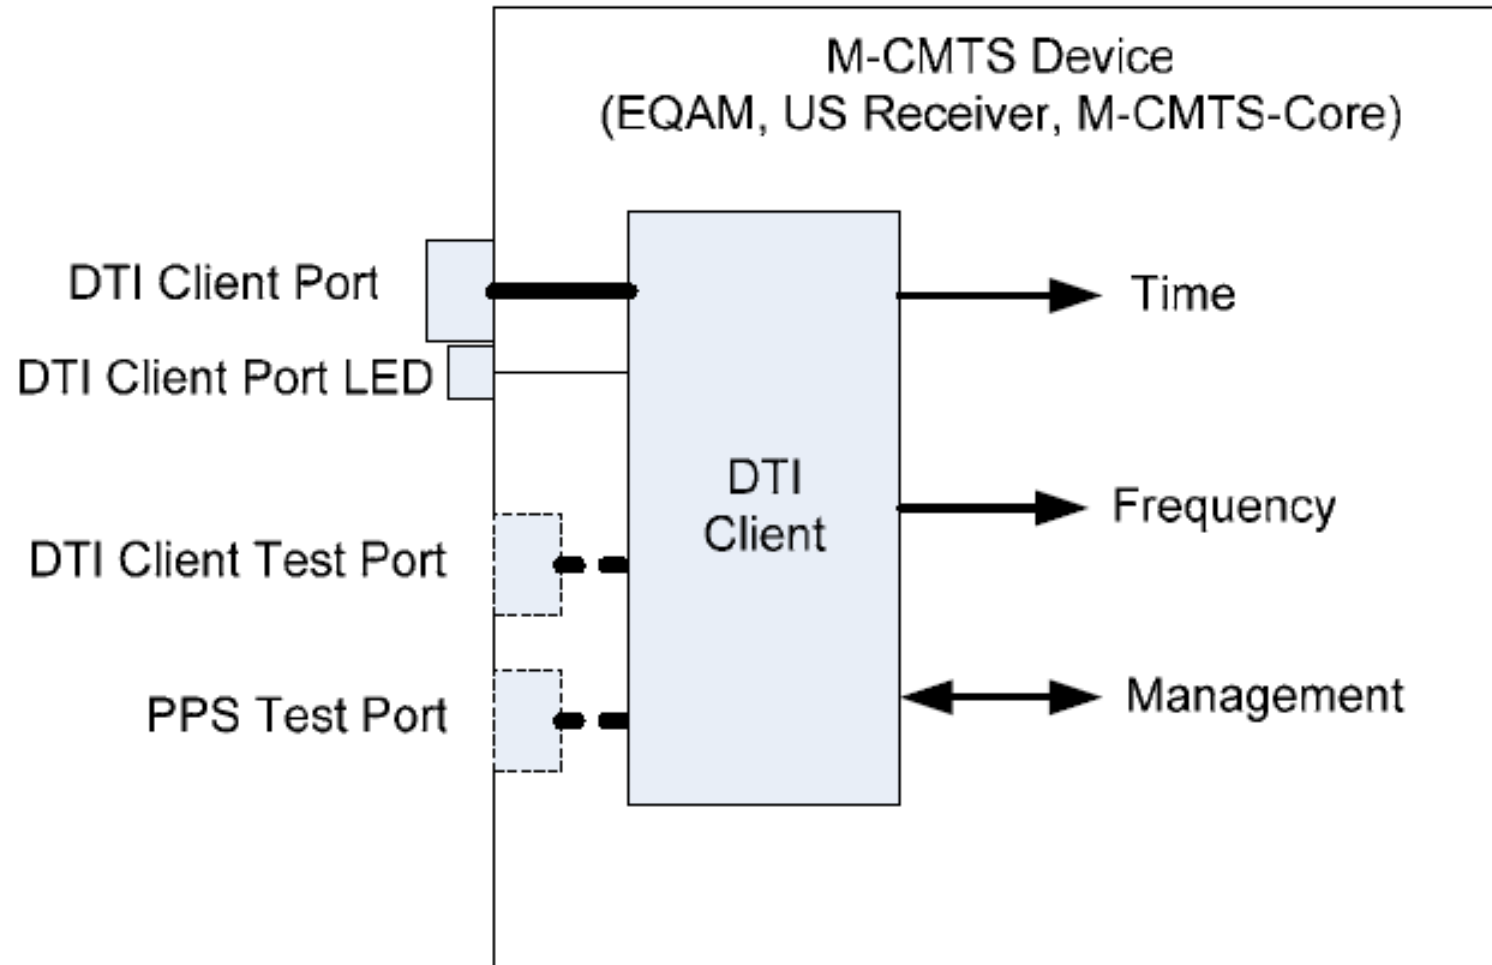 M-CMTS Device
(EQAM, US Receiver, M-CMTS-Core)
DTI Client Port
DTI Client Port LED
DTI Client Test Port
PPS Test Port
DTI
Client
Time
Frequency
Management